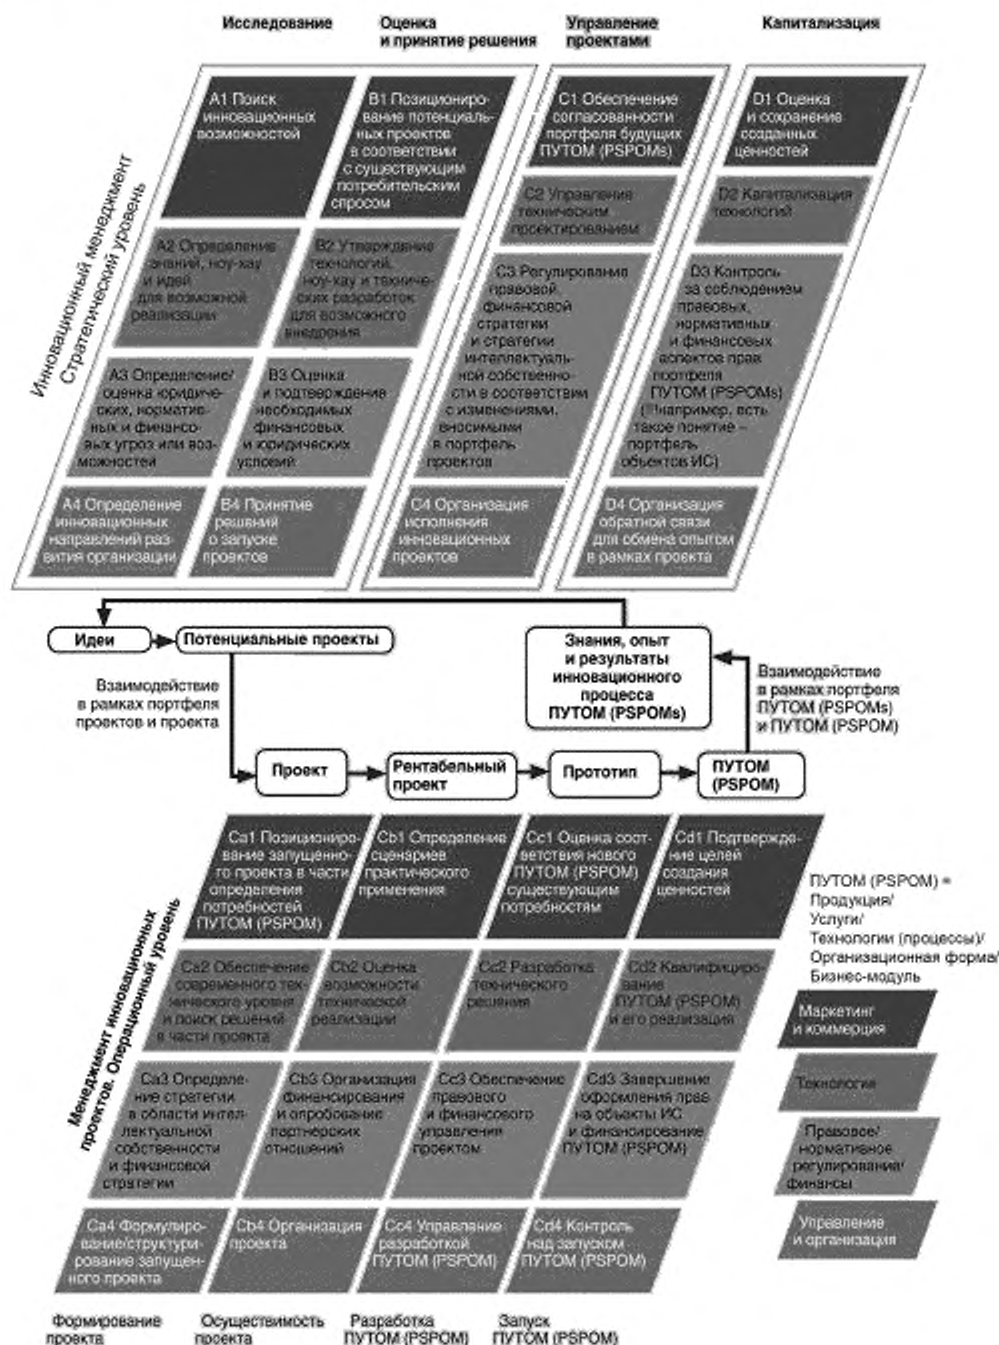 Исследование
Оценка
и принятие решения
Управление
проектами
Капитализация
Инновационный менеджмент
Стратегический уровень
A1 Поиск
инновационных
возможностей
B1 Позициониро-
вание потенциаль-
ных проектов
в соответствии
с существующим
потребительским
спросом
C1 Обеспечение
согласованности
портфеля будущих
ПУТОМ (PSPOMs)
D1 Оценка
и сохранение
созданных
ценностей
A2 Определение
знаний, ноу-хау
и идей
для возможной
реализации
B2 Утверждение
технологий,
ноу-хау и техниче-
ских разработок
для возможного
внедрения
C2 Управление
техническим
проектированием
D2 Капитализация
технологий
A3 Определение/
оценка юридиче-
ских, норматив-
ных и финансо-
вых угроз или воз-
можностей
B3 Оценка
и подтверждение
необходимых
финансовых
и юридических
условий
C3 Регулирование
правовой,
финансовой
стратегии
и стратегии
интеллектуаль-
ной собственно-
сти в соответствии
с изменениями,
вносимыми
в портфель
проектов
D3 Контроль
за соблюдением
правовых,
нормативных
и финансовых
аспектов прав
портфеля
ПУТОМ (PSPOMs)
(!!!например, есть
такое понятие –
портфель
объектов ИС)
A4 Определение
инновационных
направлений раз-
вития организации
B4 Принятие
решений
о запуске
проектов
C4 Организация
исполнения
инновационных
проектов
D4 Организация
обратной связи
для обмена опытом
в рамках проекта
Идеи
Потенциальные проекты
Знания, опыт
и результаты
инновационного
процесса
ПУТОМ (PSPOMs)
Взаимодействие
в рамках портфеля
проектов и проекта
Взаимодействие
в рамках портфеля
ПУТОМ (PSPOMs)
и ПУТОМ (PSPOM)
Проект
Рентабельный
проект
Прототип
ПУТОМ
(PSPOM)
Менеджмент инновационных
проектов. Операционный уровень
Ca1 Позициониро-
вание запущенно-
го проекта в части
определения
потребностей
ПУТОМ (PSPOM)
Cb1 Определение
сценариев
практического
применения
Cc1 Оценка соот-
ветствия нового
ПУТОМ (PSPOM)
существующим
потребностям
Cd1 Подтвержде-
ние целей
создания
ценностей
Ca2 Обеспечение
современного тех-
нического уровня
и поиск решений
в части проекта
Cb2 Оценка
возможности
технической
реализации
Cc2 Разработка
технического
решения
Cd2 Квалифициро-
вание
ПУТОМ (PSPOM)
и его реализация
Ca3 Определе-
ние стратегии
в области интел-
лектуальной
собственности
и финансовой
стратегии
Cb3 Организация
финансирования
и опробование
партнерских
отношений
Cc3 Обеспечение
правового
и финансового
управления
проектом
Cd3 Завершение
оформления прав
на объекты ИС
и финансирование
ПУТОМ (PSPOM)
Ca4 Формулиро-
вание/структури-
рование запущен-
ного проекта
Cb4 Организация
проекта
Cc4 Управление
разработкой
ПУТОМ (PSPOM)
Cd4 Контроль
над запуском
ПУТОМ (PSPOM)
ПУТОМ (PSPOM) =
Продукция/
Услуги/
Технологии (процессы)/
Организационная форма/
Бизнес-модуль
Маркетинг
и коммерция
Технология
Правовое/
нормативное
регулирование/
финансы
Управление
и организация
Формирование
проекта
Осуществимость
проекта
Разработка
ПУТОМ (PSPOM)
Запуск
ПУТОМ (PSPOM)